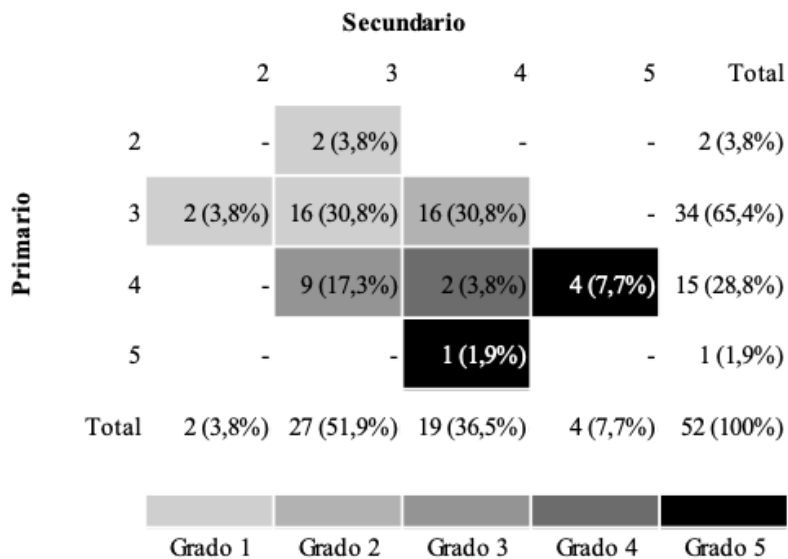 Secundario
2 3 4 5 Total
2 - 2 (3,8%) - - 2 (3,8%)
Primario
3 2 (3,8%) 16 (30,8%) 16 (30,8%) - 34 (65,4%)
4 - 9 (17,3%) 2 (3,8%) 4 (7,7%) 15 (28,8%)
5 - - 1 (1,9%) - 1 (1,9%)
Total 2 (3,8%) 27 (51,9%) 19 (36,5%) 4 (7,7%) 52 (100%)
Grado 1 Grado 2 Grado 3 Grado 4 Grado 5